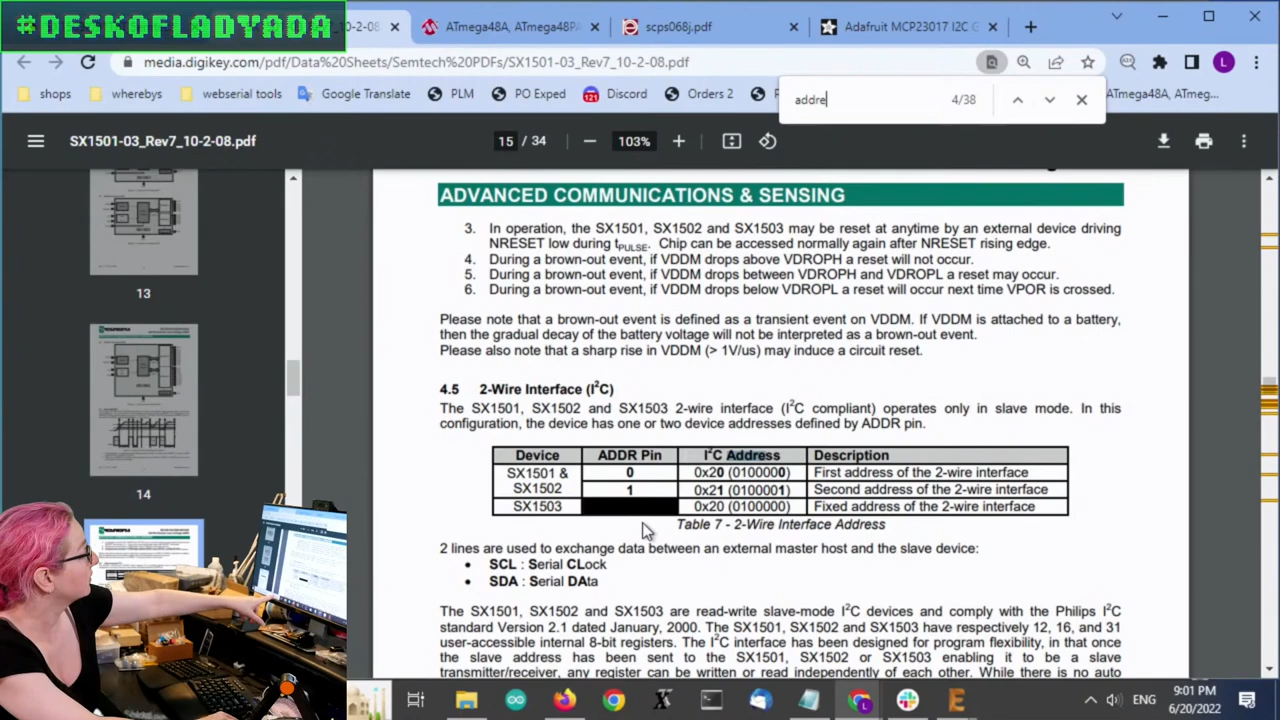 #DESKOFLADYADA
10-2-08
ATmega48A, ATmega48PA
scps068j.pdf
Adafruit MCP23017 I2C G
media.digikey.com/pdf/Data%20Sheets/Semtech%20PDFs/SX1501-03_Rev7_10-2-08.pdf
shops
whereby​s
webserial tools
Google Translate
PLM
PO Exped
Discord
Orders 2
ATmega48A, ATmeg...
addre
4/38
SX1501-03_Rev7_10-2-08.pdf
15 / 34
103%
13
14
ADVANCED COMMUNICATIONS & SENSING
3. In operation, the SX1501, SX1502 and SX1503 may be reset at anytime by an external device driving
NRESET low during tPULSE. Chip can be accessed normally again after NRESET rising edge.
4. During a brown-out event, if VDDM drops above VDROPH a reset will not occur.
5. During a brown-out event, if VDDM drops between VDROPH and VDROPL a reset may occur.
6. During a brown-out event, if VDDM drops below VDROPL a reset will occur next time VPOR is crossed.
Please note that a brown-out event is defined as a transient event on VDDM. If VDDM is attached to a battery,
then the gradual decay of the battery voltage will not be interpreted as a brown-out event.
Please also note that a sharp rise in VDDM (> 1V/us) may induce a circuit reset.
4.5 2-Wire Interface (I²C)
The SX1501, SX1502 and SX1503 2-wire interface (I²C compliant) operates only in slave mode. In this
configuration, the device has one or two device addresses defined by ADDR pin.
Device ADDR Pin I²C Address Description
SX1501 & SX1502 0 0x20 (0100000) First address of the 2-wire interface
1 0x21 (0100001) Second address of the 2-wire interface
SX1503 0x20 (0100000) Fixed address of the 2-wire interface
Table 7 - 2-Wire Interface Address
2 lines are used to exchange data between an external master host and the slave device:
• SCL : Serial CLock
• SDA : Serial DAta
The SX1501, SX1502 and SX1503 are read-write slave-mode I²C devices and comply with the Philips I²C
standard Version 2.1 dated January, 2000. The SX1501, SX1502 and SX1503 have respectively 12, 16, and 31
user-accessible internal 8-bit registers. The I²C interface has been designed for program flexibility, in that once
the slave address has been sent to the SX1501, SX1502 or SX1503 enabling it to be a slave
transmitter/receiver, any register can be written or read independently of each other. While there is no auto
ENG
9:01 PM
6/20/2022